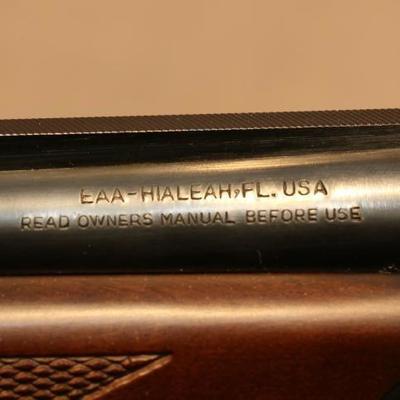 EAA-HIALEAH, FL. USA
READ OWNERS MANUAL BEFORE USE